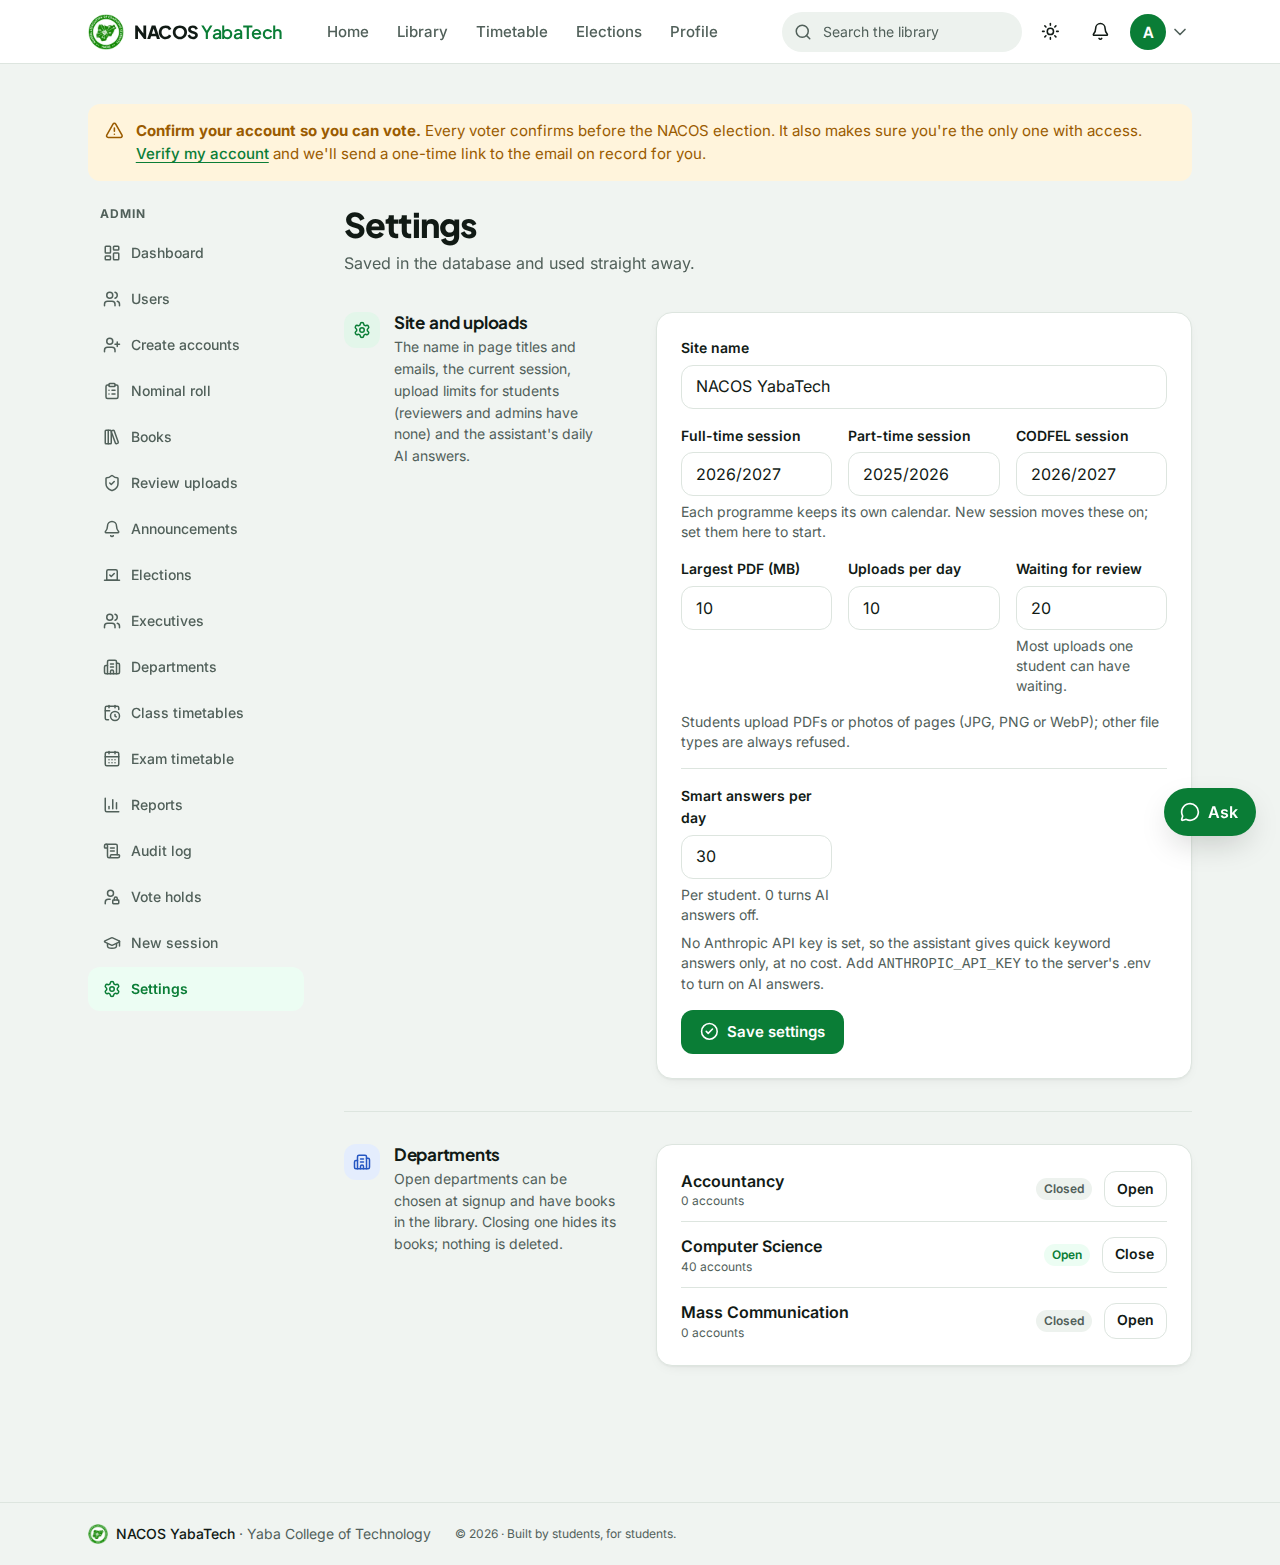 NACOS YabaTech
Home
Library
Timetable
Elections
Profile
Search the library
A
Confirm your account so you can vote. Every voter confirms before the NACOS election. It also makes sure you're the only one with access.
Verify my account and we'll send a one-time link to the email on record for you.
ADMIN
Dashboard
Users
Create accounts
Nominal roll
Books
Review uploads
Announcements
Elections
Executives
Departments
Class timetables
Exam timetable
Reports
Audit log
Vote holds
New session
Settings
Settings
Saved in the database and used straight away.
Site and uploads
The name in page titles and
emails, the current session,
upload limits for students
(reviewers and admins have
none) and the assistant's daily
AI answers.
Site name
NACOS YabaTech
Full-time session
Part-time session
CODFEL session
2026/2027
2025/2026
2026/2027
Each programme keeps its own calendar. New session moves these on;
set them here to start.
Largest PDF (MB)
Uploads per day
Waiting for review
10
10
20
Most uploads one
student can have
waiting.
Students upload PDFs or photos of pages (JPG, PNG or WebP); other file
types are always refused.
Smart answers per
day
30
Per student. 0 turns AI
answers off.
No Anthropic API key is set, so the assistant gives quick keyword
answers only, at no cost. Add ANTHROPIC_API_KEY to the server's .env
to turn on AI answers.
Save settings
Ask
Departments
Open departments can be
chosen at signup and have books
in the library. Closing one hides its
books; nothing is deleted.
Accountancy
0 accounts
Closed
Open
Computer Science
40 accounts
Open
Close
Mass Communication
0 accounts
Closed
Open
NACOS YabaTech · Yaba College of Technology
© 2026 · Built by students, for students.